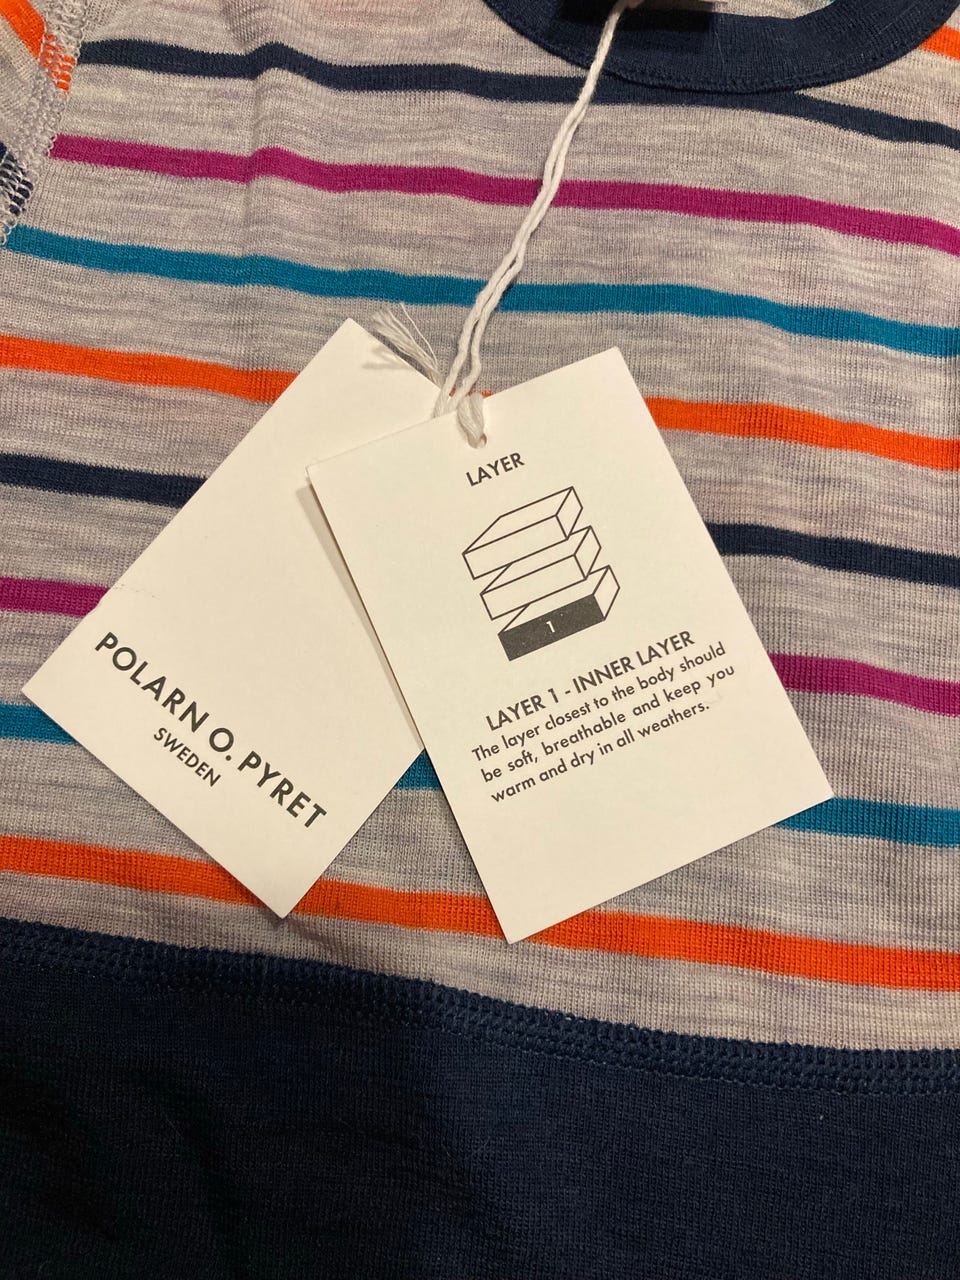 POLARN O. PYRET
SWEDEN
LAYER
1
LAYER 1 - INNER LAYER
The layer closest to the body should
be soft, breathable and keep you
warm and dry in all weathers.